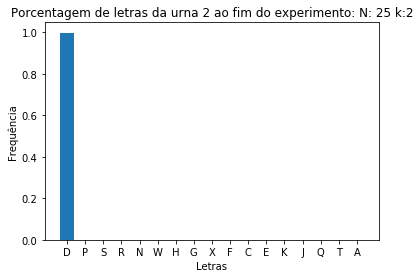 Porcentagem de letras da urna 2 ao fim do experimento: N: 25 k:2
1.0
0.8
0.6
0.4
0.2
0.0
Frequência
D P S R N W H G X F C E K J Q T A
Letras